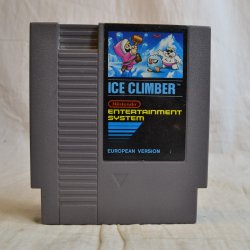 ICE CLIMBER
Nintendo
ENTERTAINMENT
SYSTEM
EUROPEAN VERSION